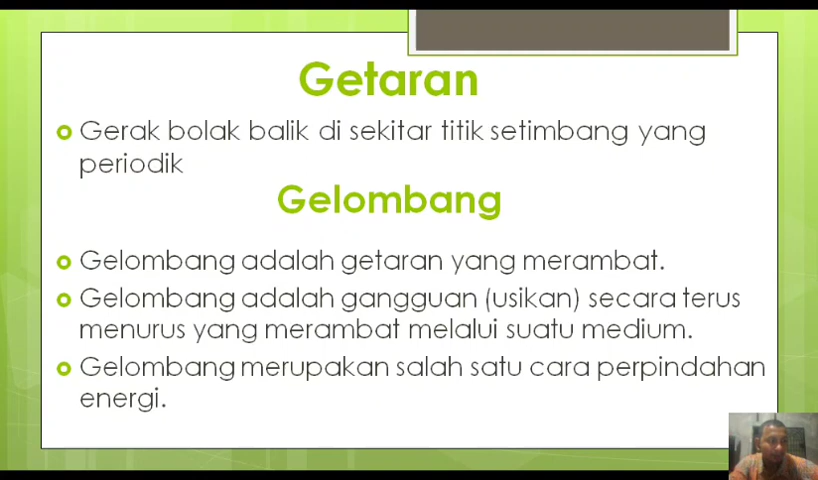 Getaran
Gerak bolak balik di sekitar titik setimbang yang
periodik
Gelombang
Gelombang adalah getaran yang merambat.
Gelombang adalah gangguan (usikan) secara terus
menurus yang merambat melalui suatu medium.
Gelombang merupakan salah satu cara perpindahan
energi.